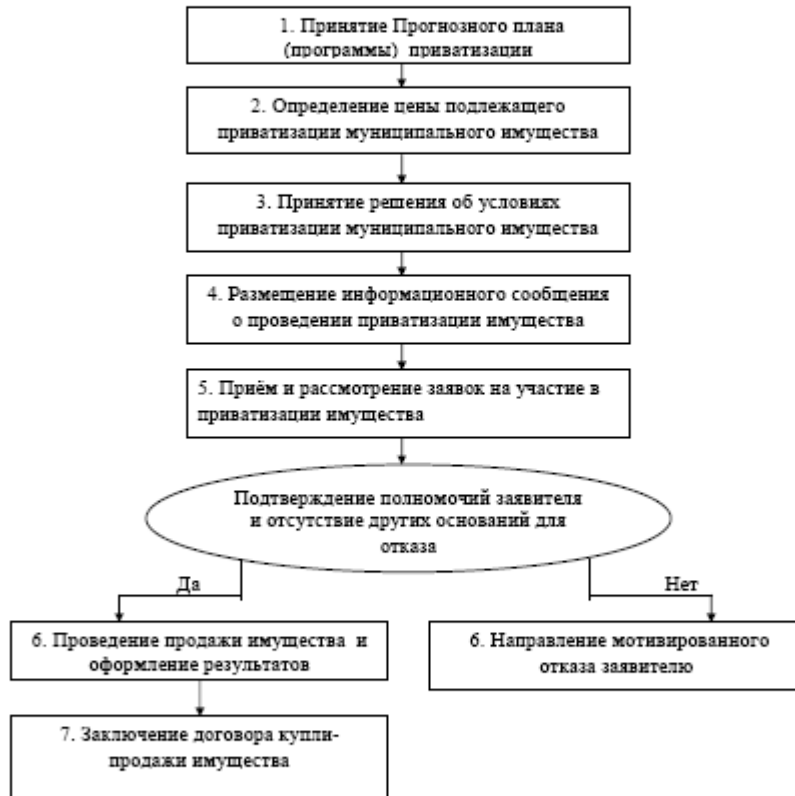 1. Принятие Прогнозного плана
(программы) приватизации
2. Определение цены подлежащего
приватизации муниципального имущества
3. Принятие решения об условиях
приватизации муниципального имущества
4. Размещение информационного сообщения
о проведении приватизации имущества
5. Приём и рассмотрение заявок на участие в
приватизации имущества
Подтверждение полномочий заявителя
и отсутствие других оснований для
отказа
Да
Нет
6. Проведение продажи имущества и
оформление результатов
6. Направление мотивированного
отказа заявителю
7. Заключение договора купли-
продажи имущества